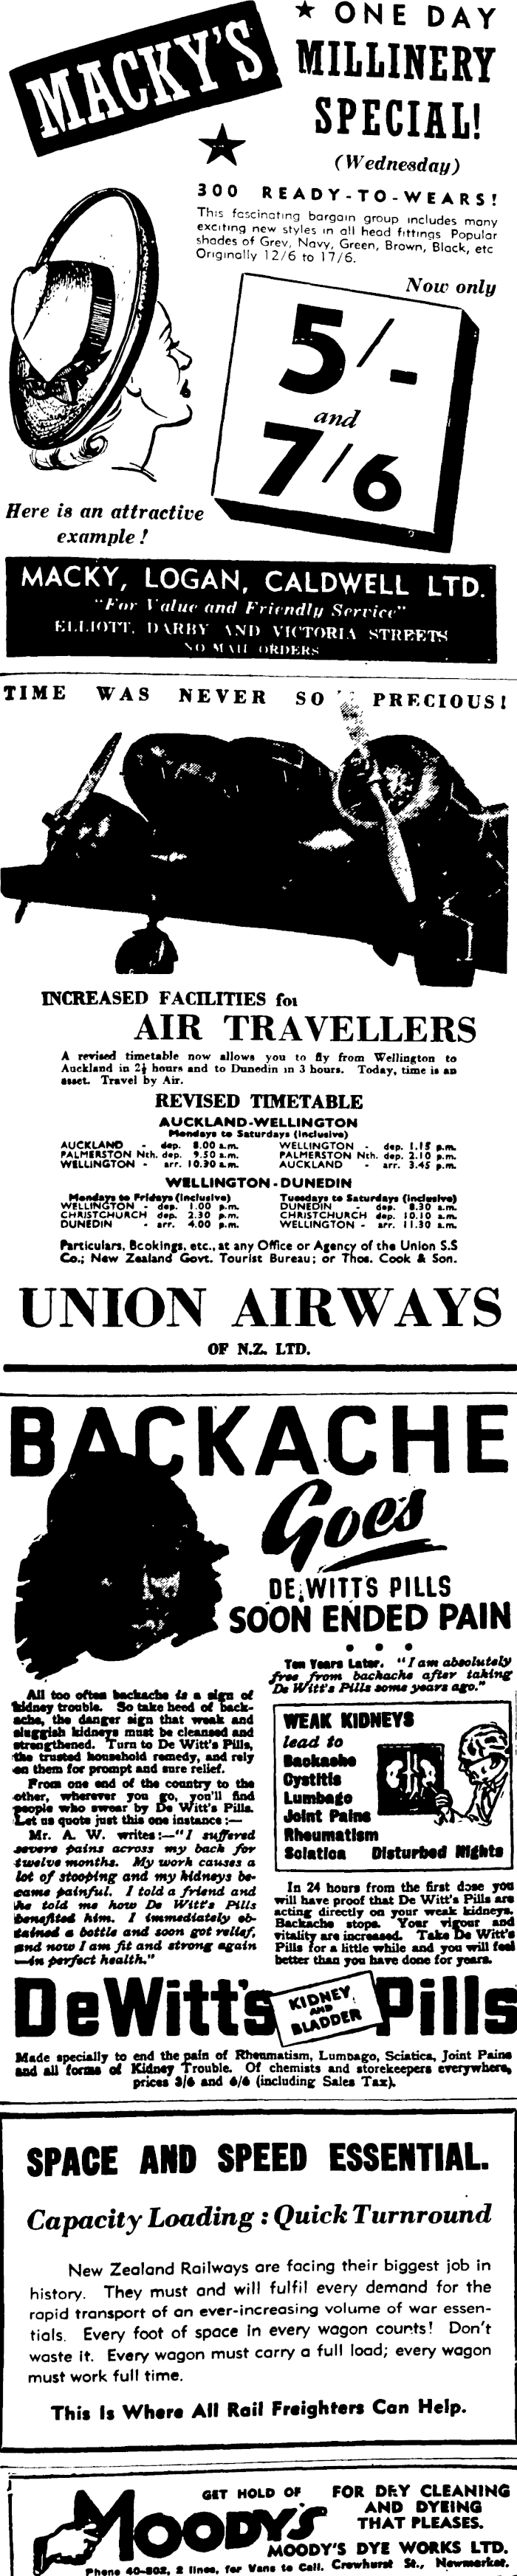 MACKY'S
★ ONE DAY
MILLINERY
SPECIAL!
(Wednesday)
300 READY-TO-WEARS!
This fascinating bargain group includes many
exciting new styles in all head fittings Popular
shades of Grey, Navy, Green, Brown, Black, etc
Originally 12/6 to 17/6.
Now only
5/-
and
7/6
Here is an attractive
example!
MACKY, LOGAN, CALDWELL LTD.
"For Value and Friendly Service"
ELLIOTT, DARBY AND VICTORIA STREETS
NO MAIL ORDERS
TIME WAS NEVER SO PRECIOUS!
INCREASED FACILITIES for
AIR TRAVELLERS
A revised timetable now allows you to fly from Wellington to
Auckland in 2½ hours and to Dunedin in 3 hours. Today, time is an
asset. Travel by Air.
REVISED TIMETABLE
AUCKLAND-WELLINGTON
Mondays to Saturdays (Inclusive)
AUCKLAND - dep. 8.00 a.m. WELLINGTON - dep. 1.15 p.m.
PALMERSTON Nth. dep. 9.50 a.m. PALMERSTON Nth. dep. 2.10 p.m.
WELLINGTON - arr. 10.30 a.m. AUCKLAND - arr. 3.45 p.m.
WELLINGTON-DUNEDIN
Mondays to Fridays (Inclusive) Tuesdays to Saturdays (Inclusive)
WELLINGTON - dep. 1.00 p.m. DUNEDIN - dep. 8.30 a.m.
CHRISTCHURCH dep. 2.30 p.m. CHRISTCHURCH dep. 10.10 a.m.
DUNEDIN - arr. 4.00 p.m. WELLINGTON - arr. 11.30 a.m.
Particulars, Bookings, etc., at any Office or Agency of the Union S.S
Co.; New Zealand Govt. Tourist Bureau; or Thos. Cook & Son.
UNION AIRWAYS
OF N.Z. LTD.
BACKACHE
Goes
DE WITT'S PILLS
SOON ENDED PAIN
Ten Years Later. "I am absolutely
free from backache after taking
De Witt's Pills some years ago."
All too often backache is a sign of
kidney trouble. So take heed of back-
ache, the danger sign that weak and
sluggish kidneys must be cleansed and
strengthened. Turn to De Witt's Pills,
the trusted household remedy, and rely
on them for prompt and sure relief.
From one end of the country to the
other, wherever you go, you'll find
people who swear by De Witt's Pills.
Let us quote just this one instance:—
Mr. A. W. writes:—"I suffered
severe pains across my back for
twelve months. My work causes a
lot of stooping and my kidneys be-
came painful. I told a friend and
he told me how De Witt's Pills
benefited him. I immediately ob-
tained a bottle and soon got relief,
and now I am fit and strong again
—in perfect health."
WEAK KIDNEYS
lead to
Backache
Cystitis
Lumbago
Joint Pains
Rheumatism
Sciatica Disturbed Nights
In 24 hours from the first dose you
will have proof that De Witt's Pills are
acting directly on your weak kidneys.
Backache stops. Your vigour and
vitality are increased. Take De Witt's
Pills for a little while and you will feel
better than you have done for years.
DeWitt's KIDNEY AND BLADDER Pills
Made specially to end the pain of Rheumatism, Lumbago, Sciatica, Joint Pains
and all forms of Kidney Trouble. Of chemists and storekeepers everywhere,
prices 3/6 and 6/6 (including Sales Tax).
SPACE AND SPEED ESSENTIAL.
Capacity Loading : Quick Turnround
New Zealand Railways are facing their biggest job in
history. They must and will fulfil every demand for the
rapid transport of an ever-increasing volume of war essen-
tials. Every foot of space in every wagon counts! Don't
waste it. Every wagon must carry a full load; every wagon
must work full time.
This Is Where All Rail Freighters Can Help.
GET HOLD OF
MOODY'S
FOR DRY CLEANING
AND DYEING
THAT PLEASES.
MOODY'S DYE WORKS LTD.
Phone 40-802, 2 lines, for Vans to Call. Crowhurst St., Newmarket.